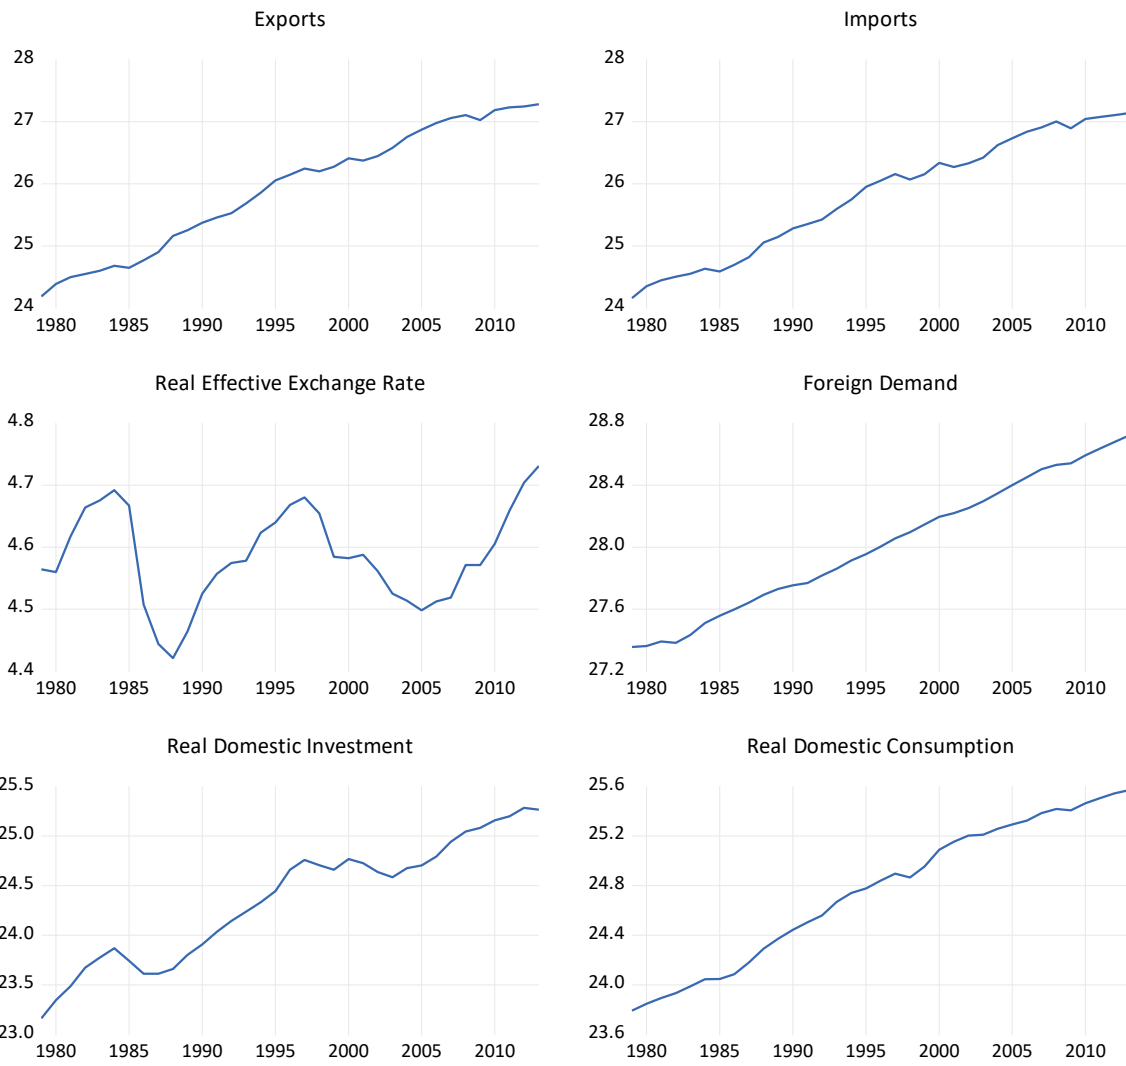 Exports
28
27
26
25
24
1980 1985 1990 1995 2000 2005 2010
Imports
28
27
26
25
24
1980 1985 1990 1995 2000 2005 2010
Real Effective Exchange Rate
4.8
4.7
4.6
4.5
4.4
1980 1985 1990 1995 2000 2005 2010
Foreign Demand
28.8
28.4
28.0
27.6
27.2
1980 1985 1990 1995 2000 2005 2010
Real Domestic Investment
25.5
25.0
24.5
24.0
23.5
23.0
1980 1985 1990 1995 2000 2005 2010
Real Domestic Consumption
25.6
25.2
24.8
24.4
24.0
23.6
1980 1985 1990 1995 2000 2005 2010